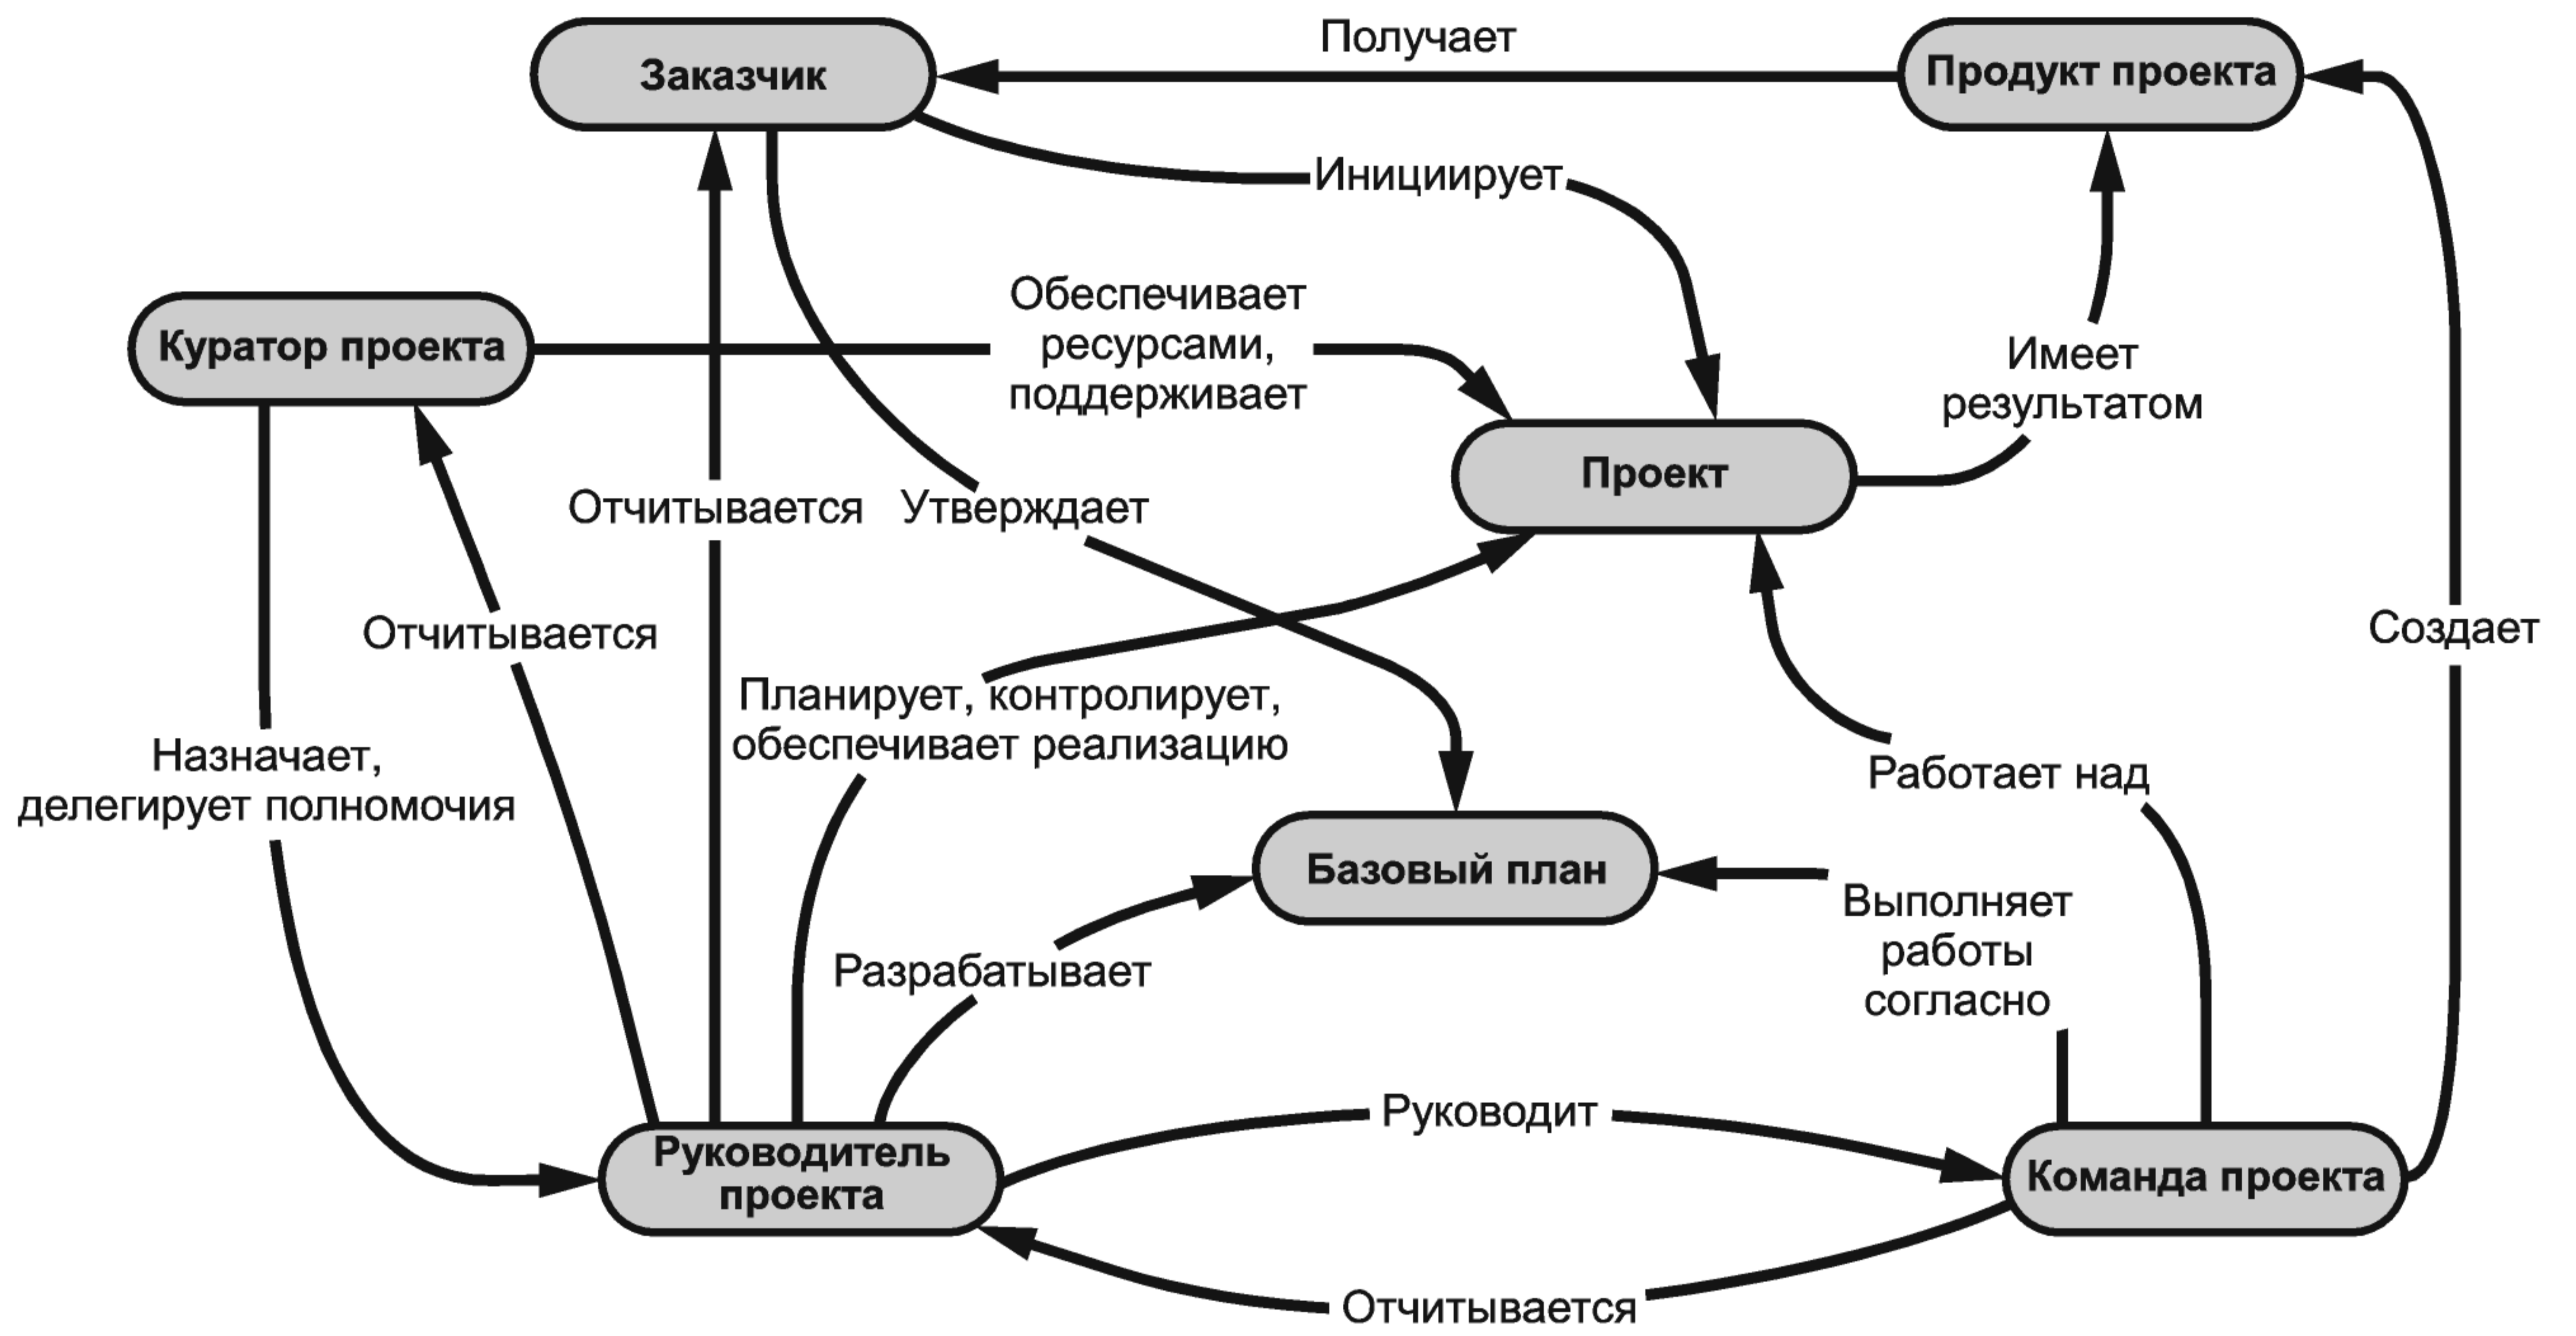 Получает
Заказчик
Продукт проекта
Инициирует
Обеспечивает
ресурсами,
поддерживает
Куратор проекта
Имеет
результатом
Проект
Отчитывается
Утверждает
Отчитывается
Создает
Планирует, контролирует,
обеспечивает реализацию
Назначает,
делегирует полномочия
Работает над
Базовый план
Выполняет
работы
согласно
Разрабатывает
Руководит
Руководитель
проекта
Команда проекта
Отчитывается